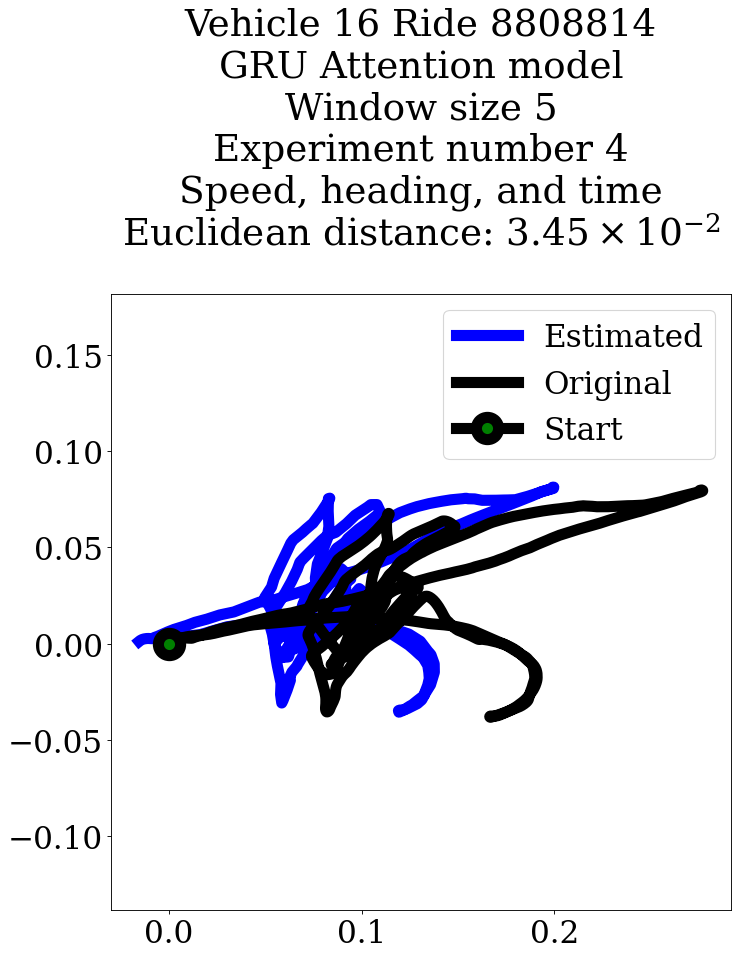 Vehicle 16 Ride 8808814
GRU Attention model
Window size 5
Experiment number 4
Speed, heading, and time
Euclidean distance: 3.45 × 10⁻²
Estimated
Original
Start
0.15
0.10
0.05
0.00
−0.05
−0.10
0.0 0.1 0.2